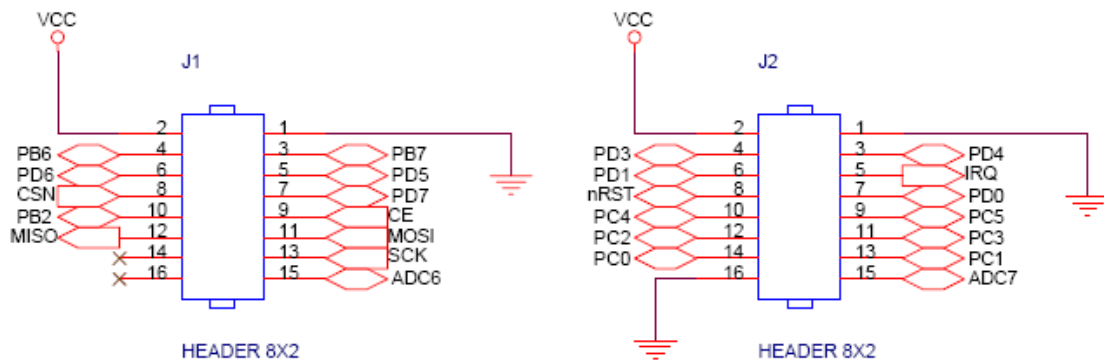 VCC VCC
J1 J2
2 1 2 1
PB6 4 3 PB7 PD3 4 3 PD4
PD6 6 5 PD5 PD1 6 5 IRQ
CSN 8 7 PD7 nRST 8 7 PD0
PB2 10 9 CE PC4 10 9 PC5
MISO 12 11 MOSI PC2 12 11 PC3
14 13 SCK PC0 14 13 PC1
16 15 ADC6 16 15 ADC7
HEADER 8X2 HEADER 8X2